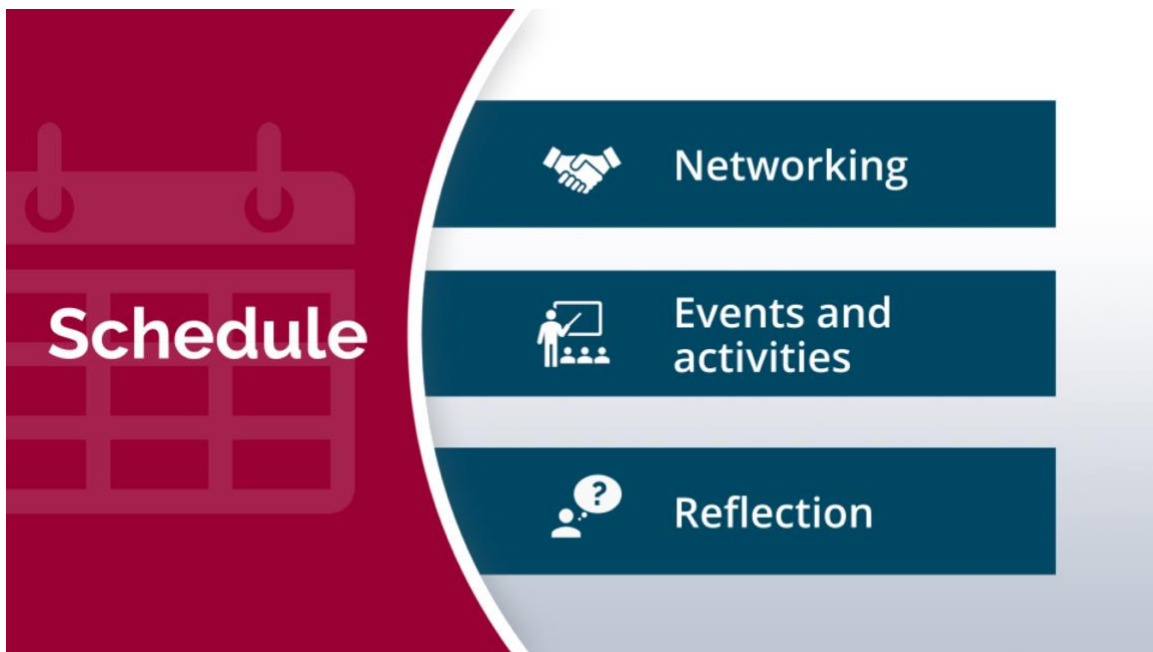 Schedule
Networking
Events and
activities
Reflection